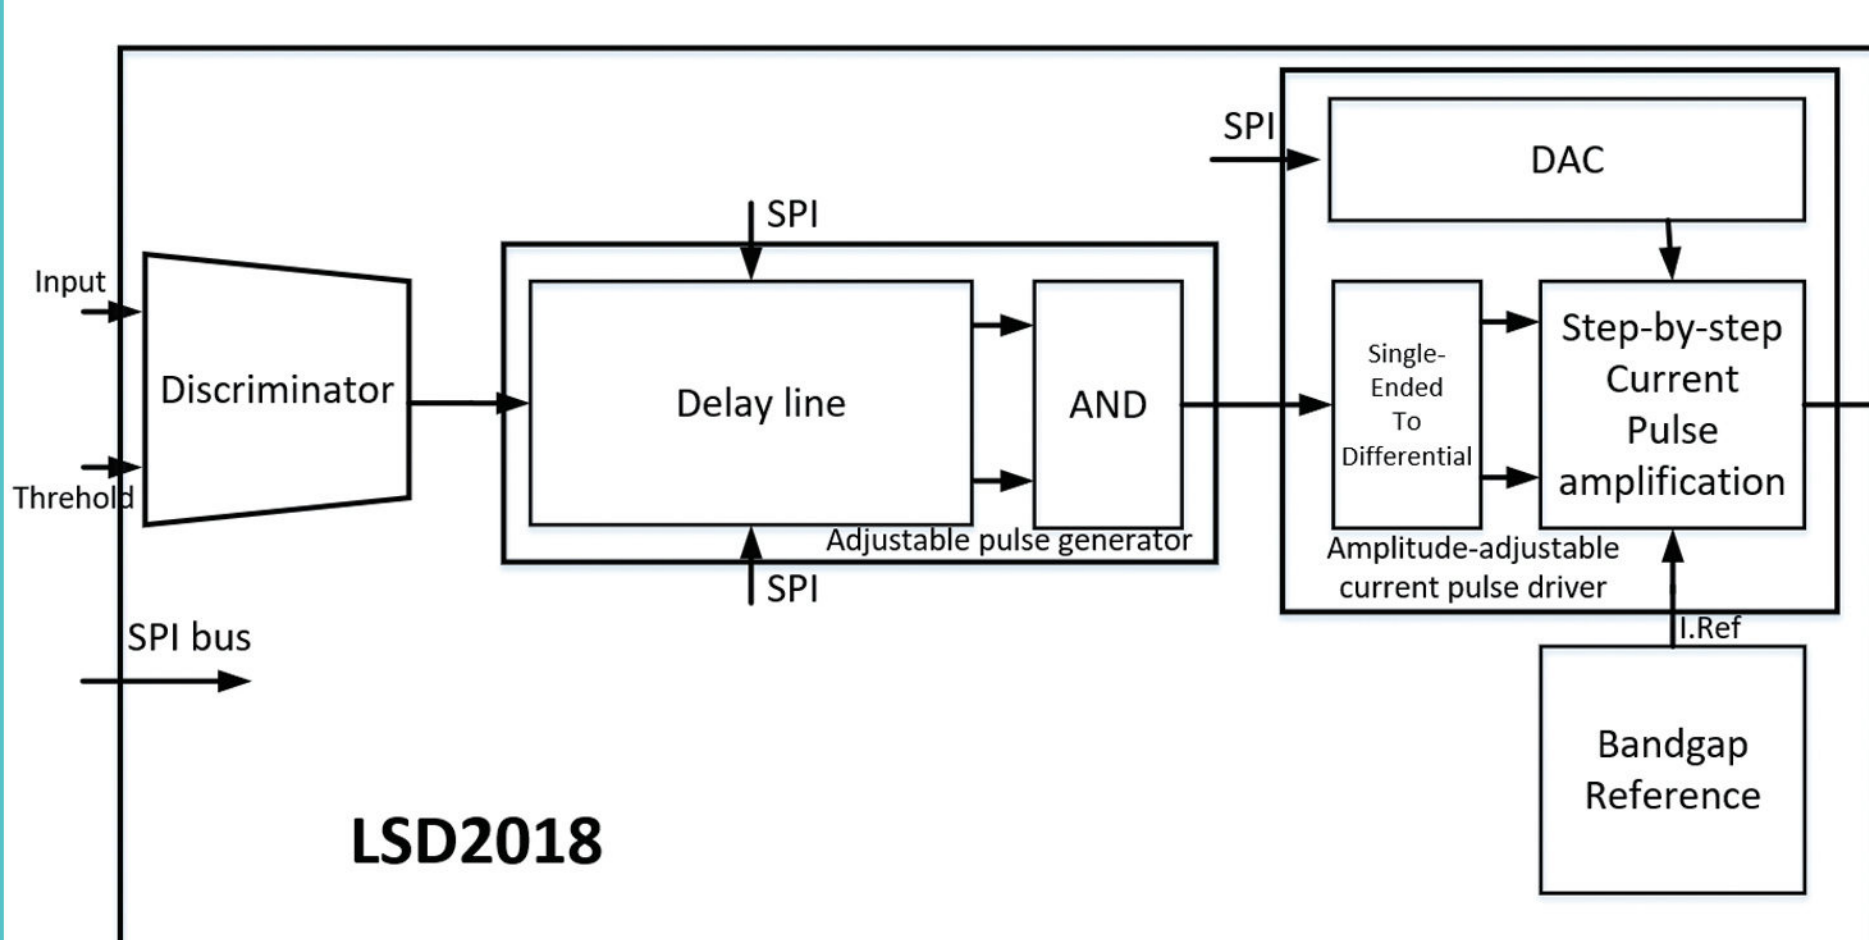 SPI
DAC
SPI
Input
Discriminator
Threhold
Delay line
AND
Single-
Ended
To
Differential
Step-by-step
Current
Pulse
amplification
Adjustable pulse generator
Amplitude-adjustable
current pulse driver
SPI
SPI bus
I.Ref
Bandgap
Reference
LSD2018